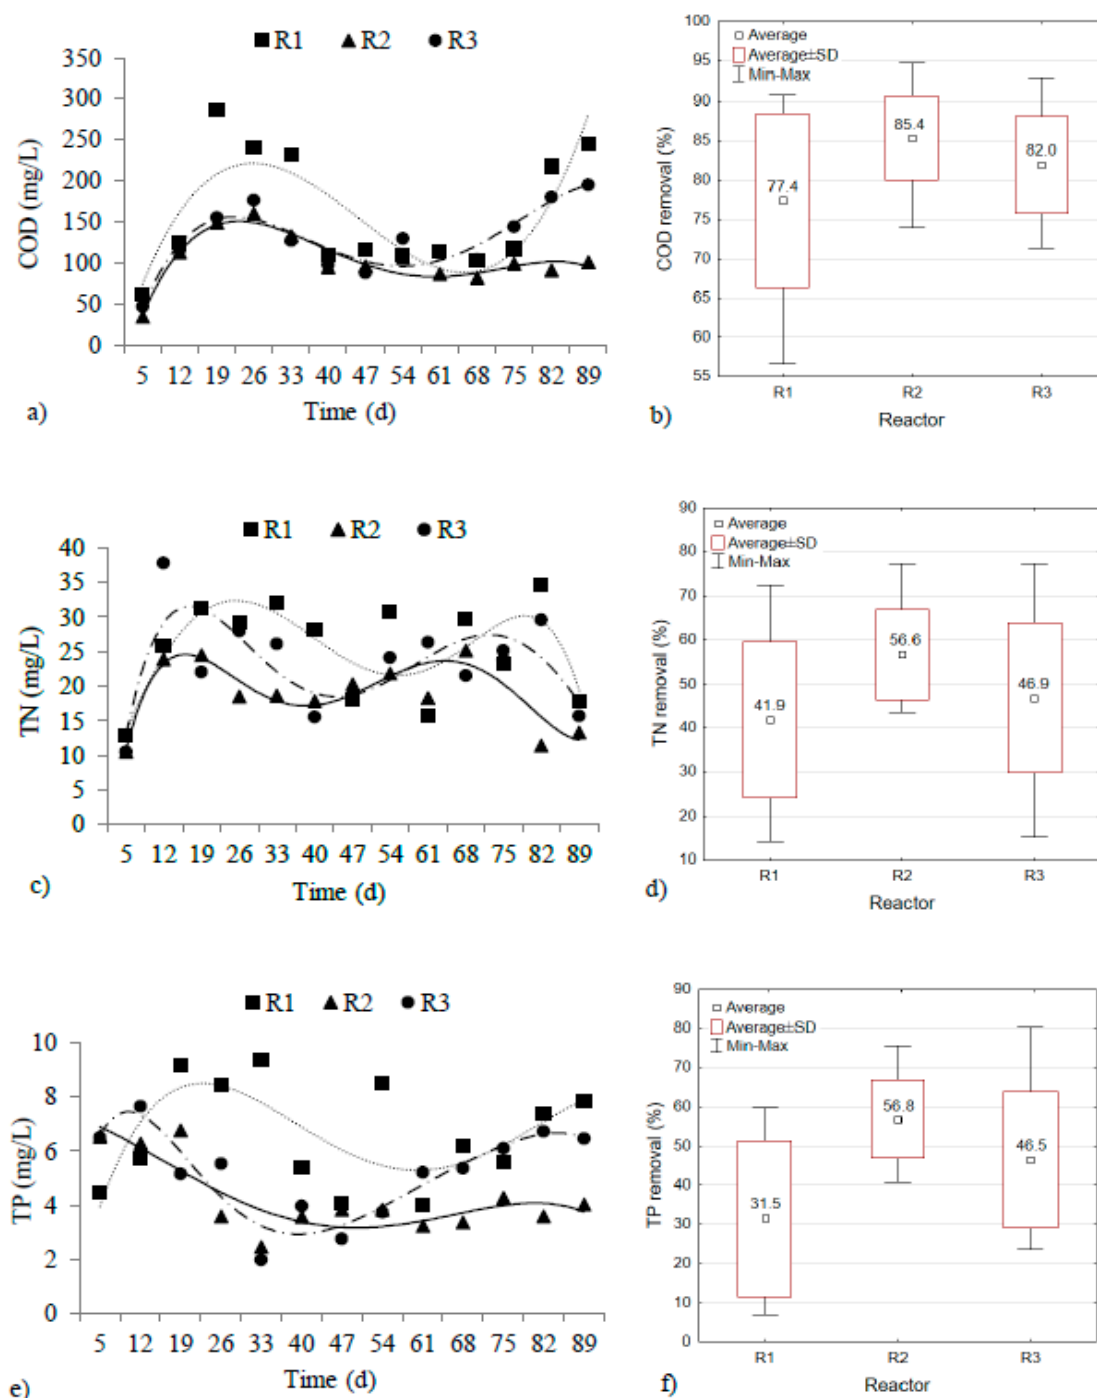 R1 R2 R3
350
300
250
200
150
100
50
0
COD (mg/L)
5 12 19 26 33 40 47 54 61 68 75 82 89
Time (d)
a)
100
95
90
85
80
75
70
65
60
55
COD removal (%)
Average
Average±SD
Min-Max
77.4
85.4
82.0
R1 R2 R3
Reactor
b)
R1 R2 R3
40
35
30
25
20
15
10
5
0
TN (mg/L)
5 12 19 26 33 40 47 54 61 68 75 82 89
Time (d)
c)
90
80
70
60
50
40
30
20
10
TN removal (%)
Average
Average±SD
Min-Max
41.9
56.6
46.9
R1 R2 R3
Reactor
d)
R1 R2 R3
10
8
6
4
2
0
TP (mg/L)
5 12 19 26 33 40 47 54 61 68 75 82 89
Time (d)
e)
90
80
70
60
50
40
30
20
10
0
TP removal (%)
Average
Average±SD
Min-Max
31.5
56.8
46.5
R1 R2 R3
Reactor
f)